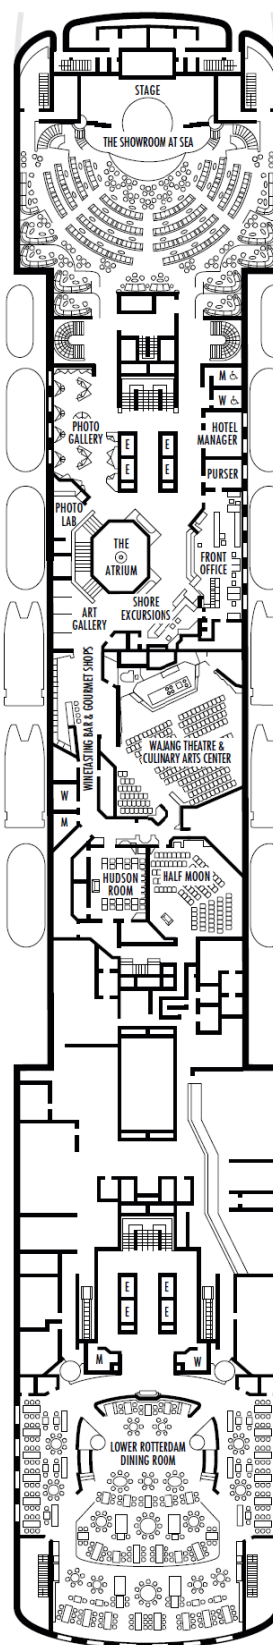 STAGE
THE SHOWROOM AT SEA
M
W
HOTEL
MANAGER
PHOTO
GALLERY
E
E
E
E
PURSER
PHOTO
LAB
THE
ATRIUM
FRONT
OFFICE
ART
GALLERY
SHORE
EXCURSIONS
WINETASTING BAR & GOURMET SHOPS
WAJANG THEATRE &
CULINARY ARTS CENTER
W
M
HUDSON
ROOM
HALF MOON
E
E
E
E
M
W
LOWER ROTTERDAM
DINING ROOM